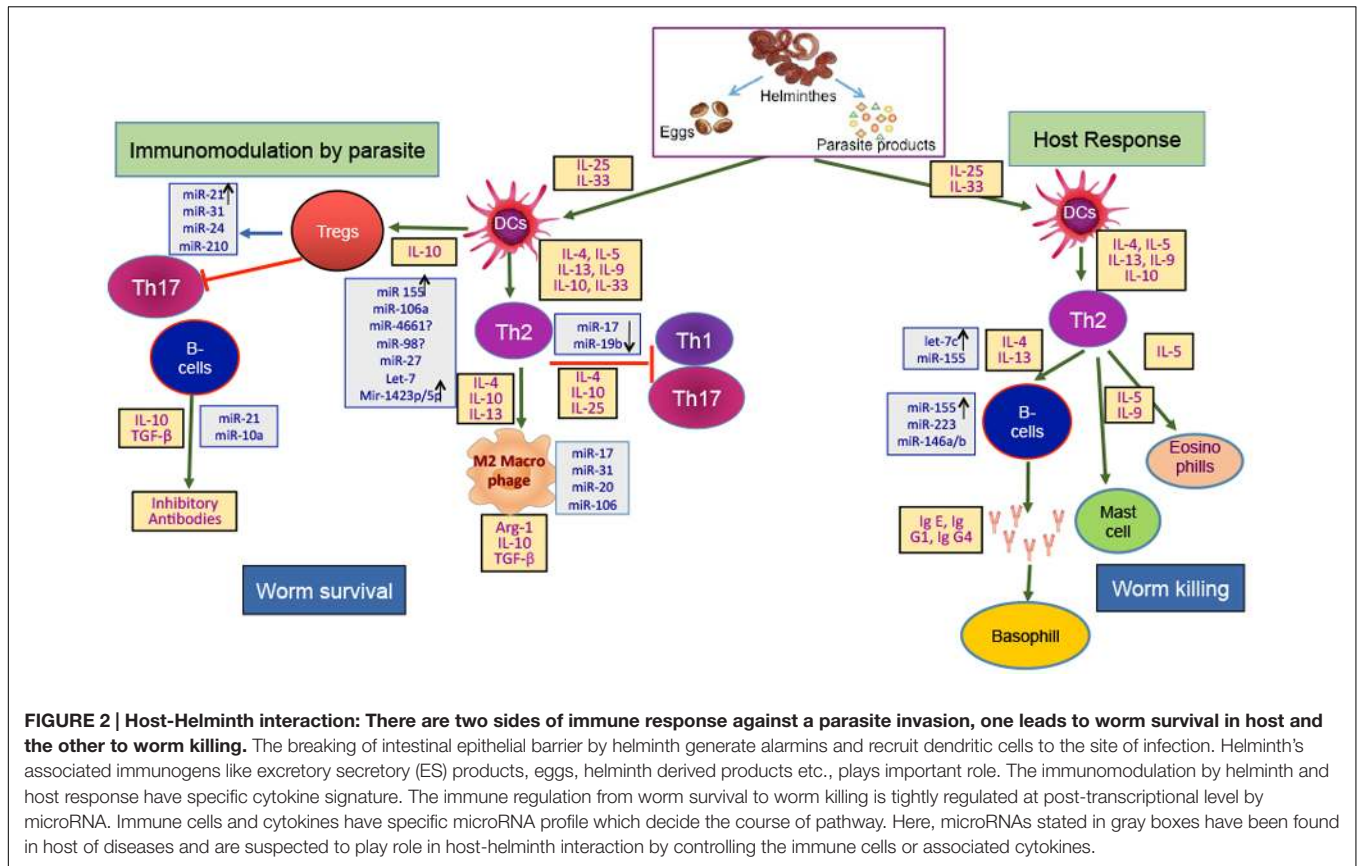 Helminthes
Eggs
Parasite products
Immunomodulation by parasite
Host Response
IL-25
IL-33
IL-25
IL-33
miR-21
miR-31
miR-24
miR-210
Tregs
IL-10
DCs
DCs
Th17
IL-4, IL-5
IL-13, IL-9
IL-10, IL-33
IL-4, IL-5
IL-13, IL-9
IL-10
miR 155
miR-106a
miR-4661?
miR-98?
miR-27
Let-7
Mir-1423p/5p
Th2
miR-17
miR-19b
Th1
Th17
Th2
let-7c
miR-155
IL-4
IL-13
IL-5
B-
cells
IL-10
TGF-β
miR-21
miR-10a
IL-4
IL-10
IL-13
IL-4
IL-10
IL-25
miR-155
miR-223
miR-146a/b
B-
cells
IL-5
IL-9
Eosino
phills
M2 Macro
phage
miR-17
miR-31
miR-20
miR-106
Inhibitory
Antibodies
Arg-1
IL-10
TGF-β
Ig E, Ig
G1, Ig G4
Mast
cell
Worm survival
Worm killing
Basophill
FIGURE 2 | Host-Helminth interaction: There are two sides of immune response against a parasite invasion, one leads to worm survival in host and
the other to worm killing. The breaking of intestinal epithelial barrier by helminth generate alarmins and recruit dendritic cells to the site of infection. Helminth's
associated immunogens like excretory secretory (ES) products, eggs, helminth derived products etc., plays important role. The immunomodulation by helminth and
host response have specific cytokine signature. The immune regulation from worm survival to worm killing is tightly regulated at post-transcriptional level by
microRNA. Immune cells and cytokines have specific microRNA profile which decide the course of pathway. Here, microRNAs stated in gray boxes have been found
in host of diseases and are suspected to play role in host-helminth interaction by controlling the immune cells or associated cytokines.